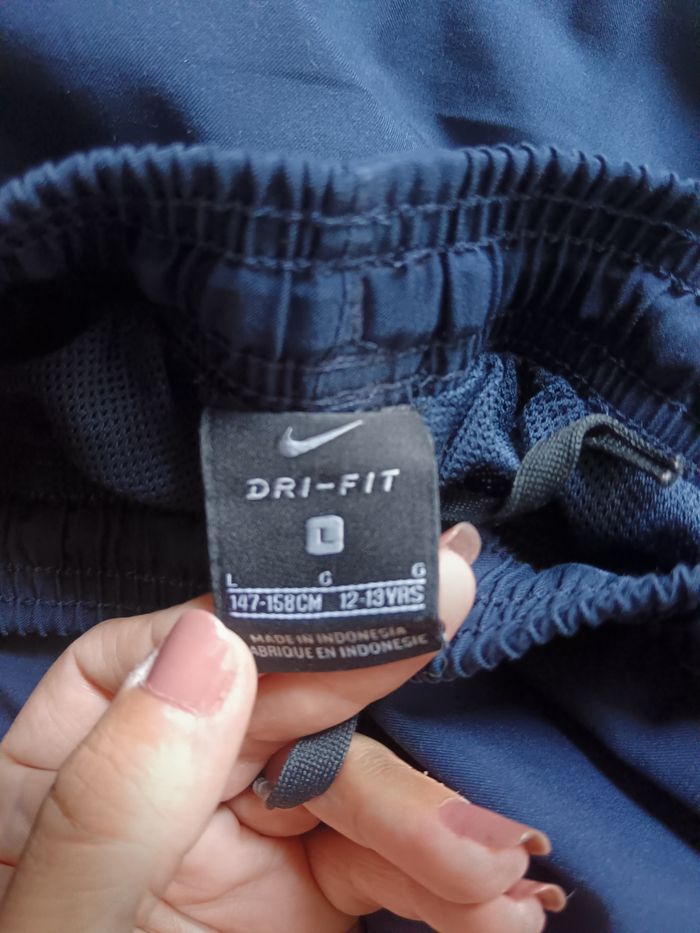 DRI-FIT
L
L G G
147-158CM 12-13YRS
MADE IN INDONESIA
FABRIQUE EN INDONESIE